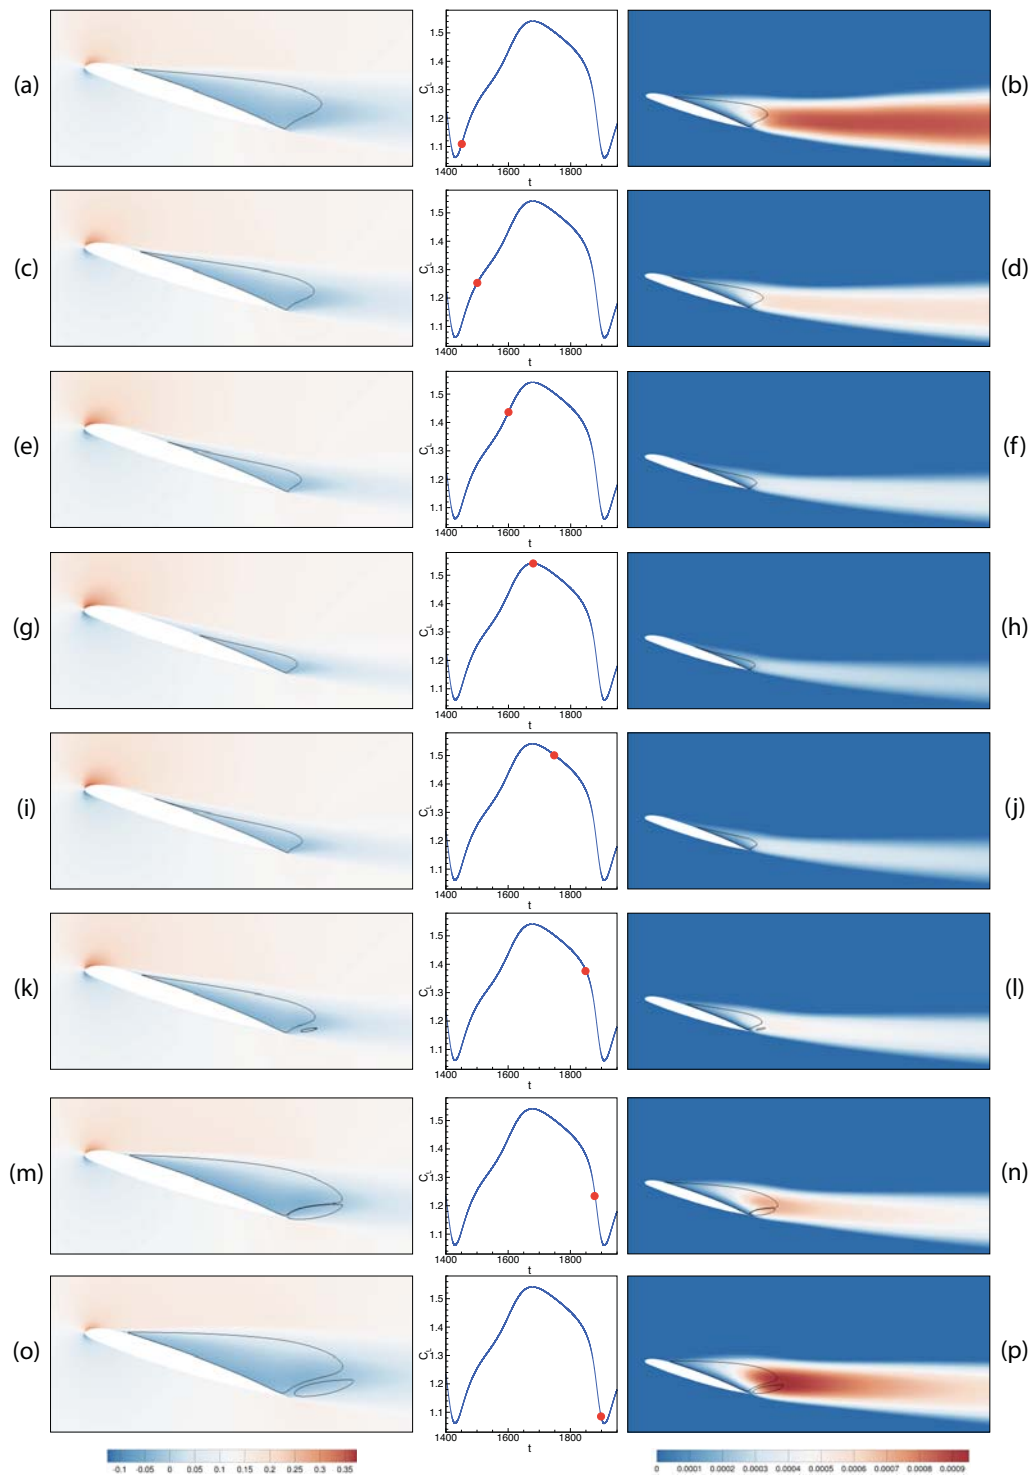 (a) 1.5 1.4 C_L 1.3 1.2 1.1 1400 1600 1800 t (b)
(c) 1.5 1.4 C_L 1.3 1.2 1.1 1400 1600 1800 t (d)
(e) 1.5 1.4 C_L 1.3 1.2 1.1 1400 1600 1800 t (f)
(g) 1.5 1.4 C_L 1.3 1.2 1.1 1400 1600 1800 t (h)
(i) 1.5 1.4 C_L 1.3 1.2 1.1 1400 1600 1800 t (j)
(k) 1.5 1.4 C_L 1.3 1.2 1.1 1400 1600 1800 t (l)
(m) 1.5 1.4 C_L 1.3 1.2 1.1 1400 1600 1800 t (n)
(o) 1.5 1.4 C_L 1.3 1.2 1.1 1400 1600 1800 t (p)
-0.1 -0.05 0 0.05 0.1 0.15 0.2 0.25 0.3 0.35
0 0.0001 0.0002 0.0003 0.0004 0.0005 0.0006 0.0007 0.0008 0.0009